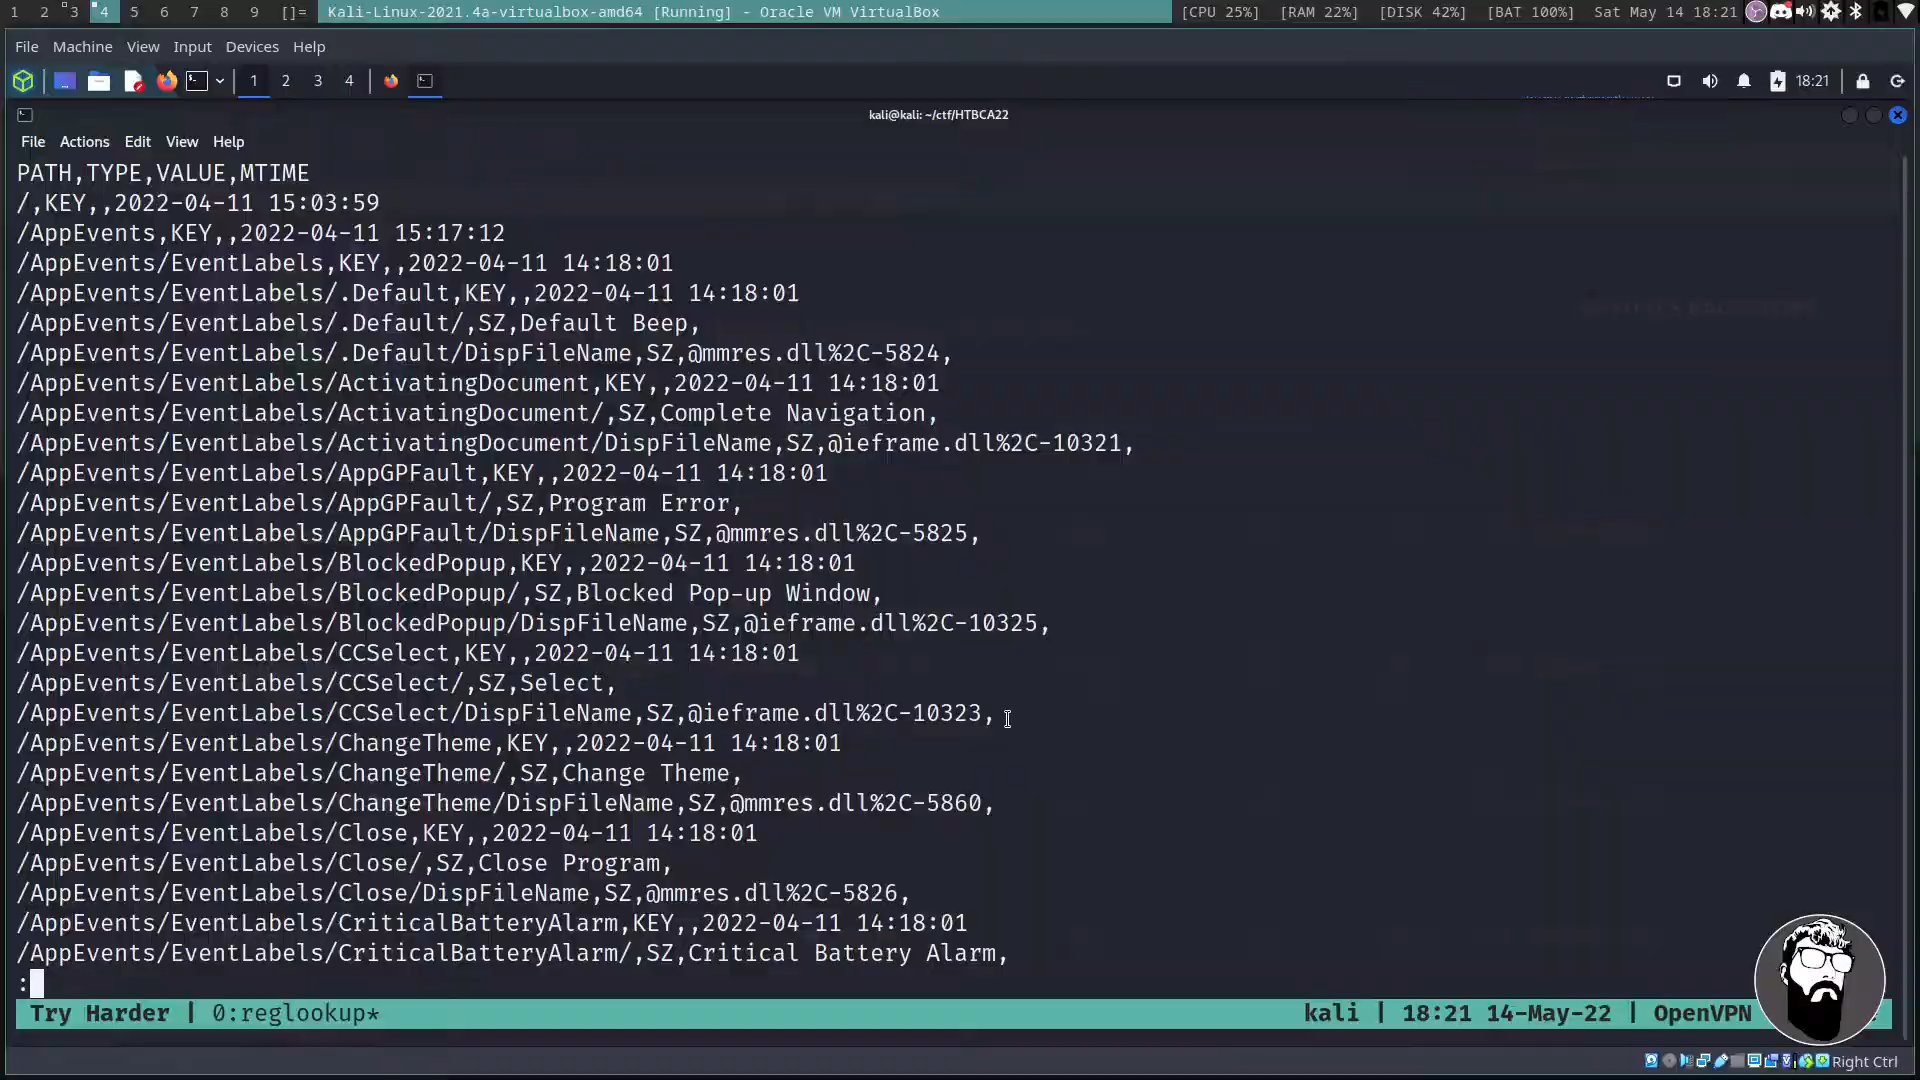 1 2 3 4 5 6 7 8 9 []= Kali-Linux-2021.4a-virtualbox-amd64 [Running] - Oracle VM VirtualBox [CPU 25%] [RAM 22%] [DISK 42%] [BAT 100%] Sat May 14 18:21
File Machine View Input Devices Help
1 2 3 4 18:21
kali@kali: ~/ctf/HTBCA22
File Actions Edit View Help
PATH,TYPE,VALUE,MTIME
/,KEY,,2022-04-11 15:03:59
/AppEvents,KEY,,2022-04-11 15:17:12
/AppEvents/EventLabels,KEY,,2022-04-11 14:18:01
/AppEvents/EventLabels/.Default,KEY,,2022-04-11 14:18:01
/AppEvents/EventLabels/.Default/,SZ,Default Beep,
/AppEvents/EventLabels/.Default/DispFileName,SZ,@mmres.dll%2C-5824,
/AppEvents/EventLabels/ActivatingDocument,KEY,,2022-04-11 14:18:01
/AppEvents/EventLabels/ActivatingDocument/,SZ,Complete Navigation,
/AppEvents/EventLabels/ActivatingDocument/DispFileName,SZ,@ieframe.dll%2C-10321,
/AppEvents/EventLabels/AppGPFault,KEY,,2022-04-11 14:18:01
/AppEvents/EventLabels/AppGPFault/,SZ,Program Error,
/AppEvents/EventLabels/AppGPFault/DispFileName,SZ,@mmres.dll%2C-5825,
/AppEvents/EventLabels/BlockedPopup,KEY,,2022-04-11 14:18:01
/AppEvents/EventLabels/BlockedPopup/,SZ,Blocked Pop-up Window,
/AppEvents/EventLabels/BlockedPopup/DispFileName,SZ,@ieframe.dll%2C-10325,
/AppEvents/EventLabels/CCSelect,KEY,,2022-04-11 14:18:01
/AppEvents/EventLabels/CCSelect/,SZ,Select,
/AppEvents/EventLabels/CCSelect/DispFileName,SZ,@ieframe.dll%2C-10323,
/AppEvents/EventLabels/ChangeTheme,KEY,,2022-04-11 14:18:01
/AppEvents/EventLabels/ChangeTheme/,SZ,Change Theme,
/AppEvents/EventLabels/ChangeTheme/DispFileName,SZ,@mmres.dll%2C-5860,
/AppEvents/EventLabels/Close,KEY,,2022-04-11 14:18:01
/AppEvents/EventLabels/Close/,SZ,Close Program,
/AppEvents/EventLabels/Close/DispFileName,SZ,@mmres.dll%2C-5826,
/AppEvents/EventLabels/CriticalBatteryAlarm,KEY,,2022-04-11 14:18:01
/AppEvents/EventLabels/CriticalBatteryAlarm/,SZ,Critical Battery Alarm,
:
Try Harder | 0:reglookup* kali | 18:21 14-May-22 | OpenVPN
Right Ctrl